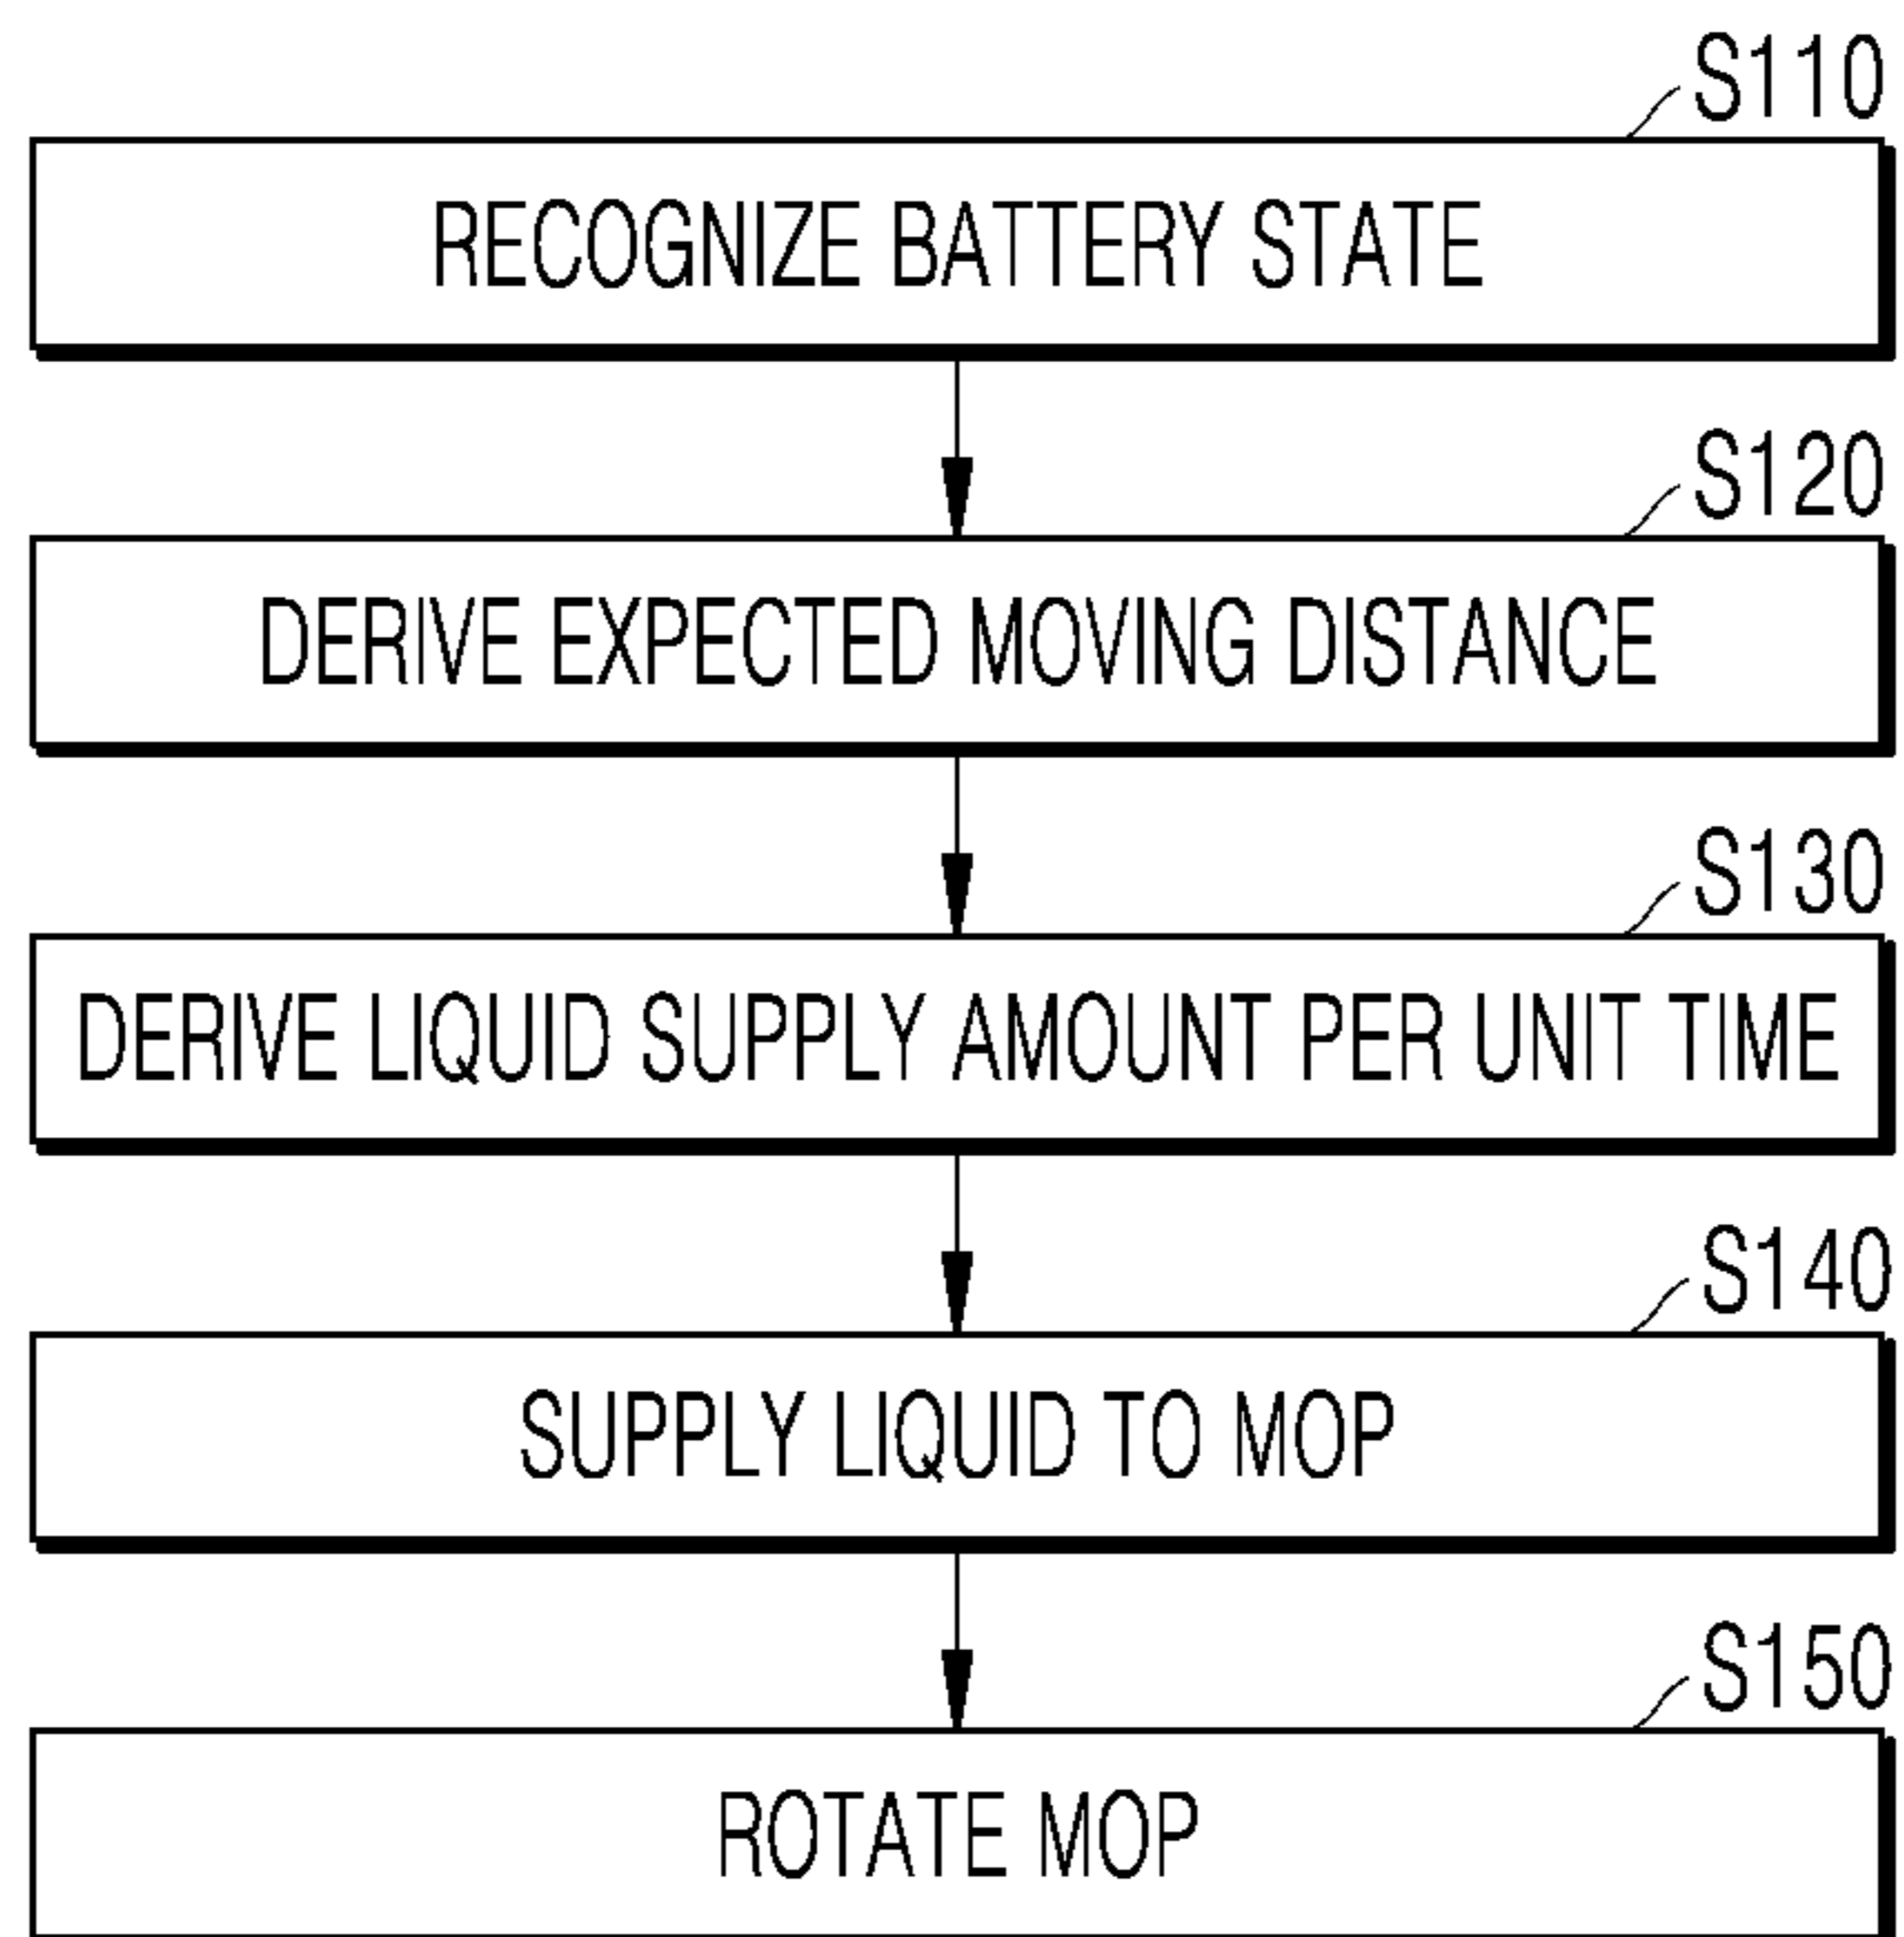 S110
RECOGNIZE BATTERY STATE
S120
DERIVE EXPECTED MOVING DISTANCE
S130
DERIVE LIQUID SUPPLY AMOUNT PER UNIT TIME
S140
SUPPLY LIQUID TO MOP
S150
ROTATE MOP